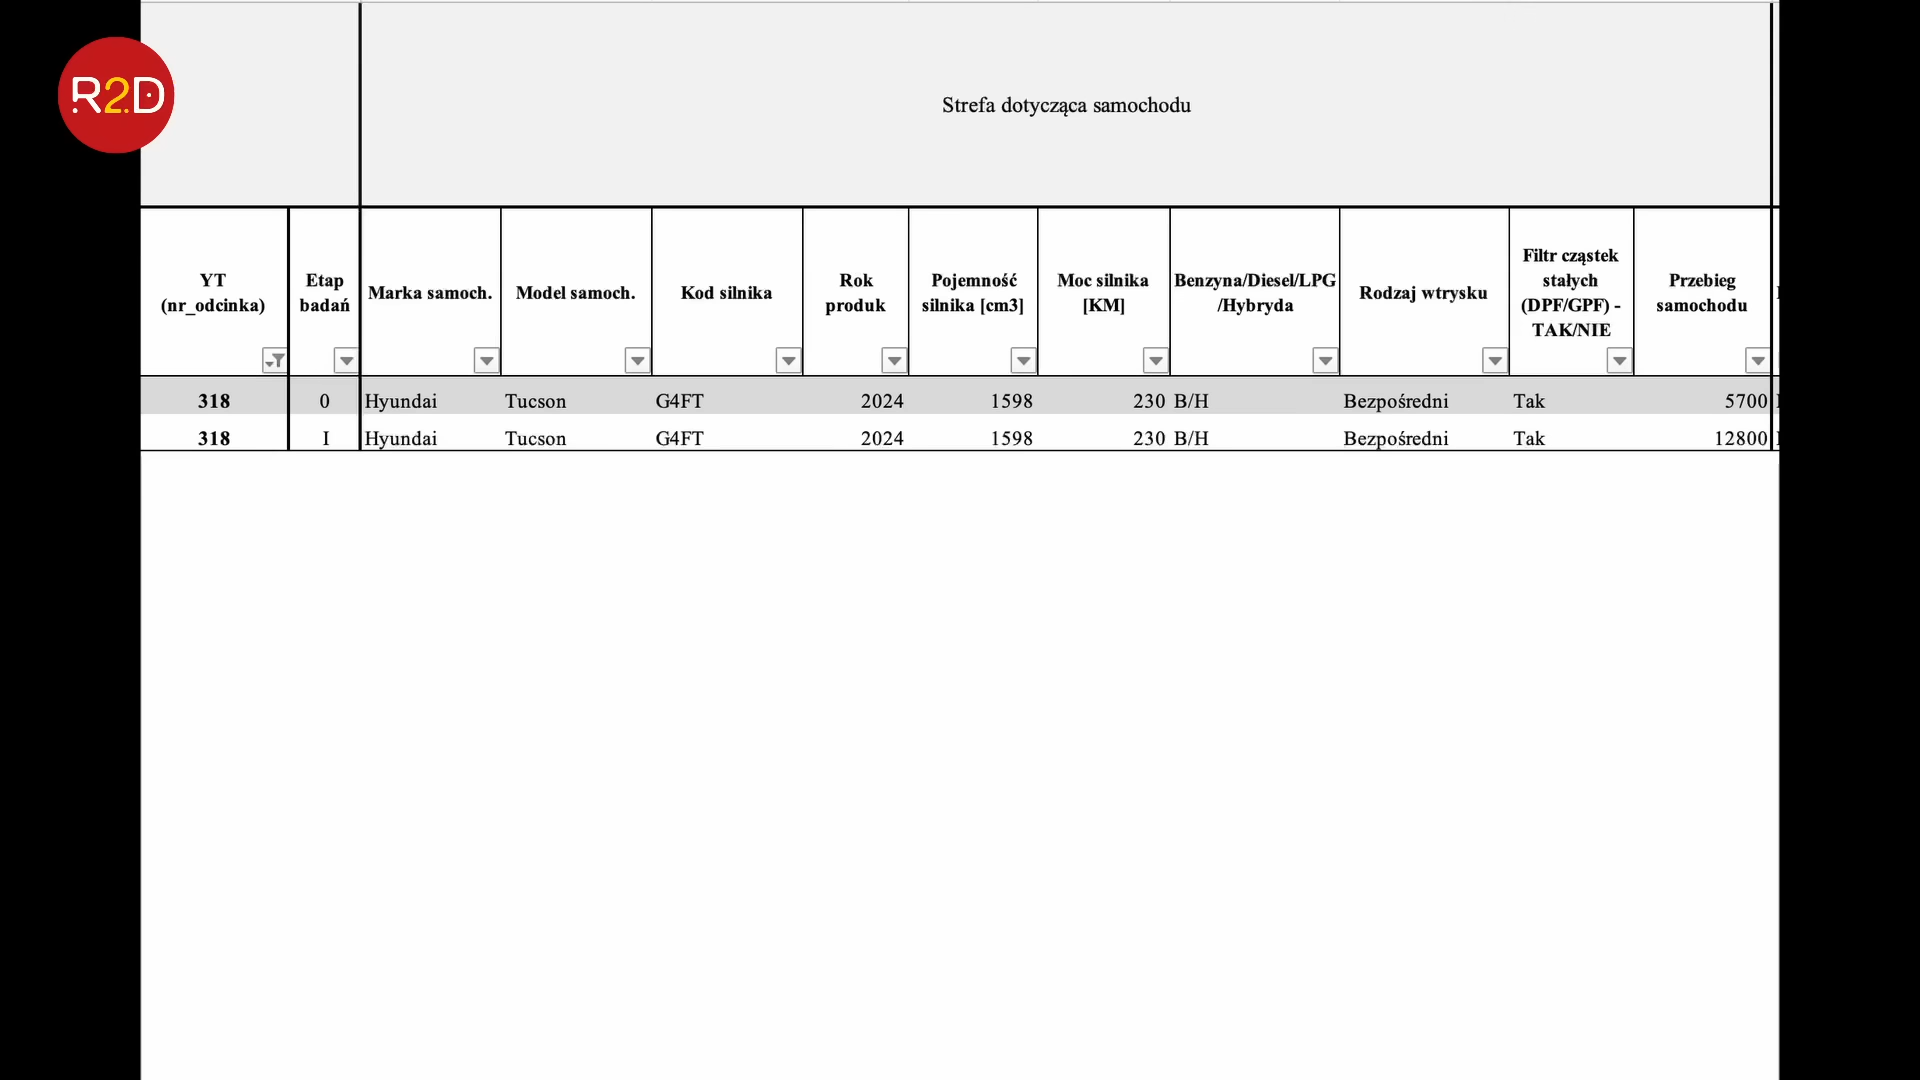 R2D
Strefa dotycząca samochodu
YT
(nr_odcinka)
Etap
badań
Marka samoch.
Model samoch.
Kod silnika
Rok
produk
Pojemność
silnika [cm3]
Moc silnika
[KM]
Benzyna/Diesel/LPG
/Hybryda
Rodzaj wtrysku
Filtr cząstek
stałych
(DPF/GPF) -
TAK/NIE
Przebieg
samochodu
318 0 Hyundai Tucson G4FT 2024 1598 230 B/H Bezpośredni Tak 5700
318 I Hyundai Tucson G4FT 2024 1598 230 B/H Bezpośredni Tak 12800